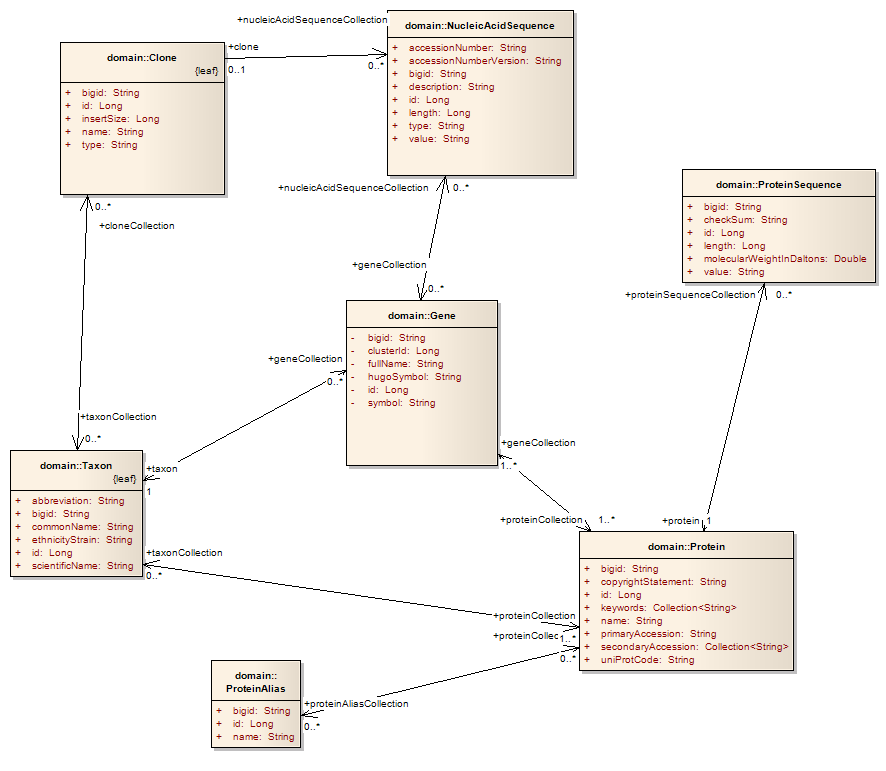 +nucleicAcidSequenceCollection
domain::NucleicAcidSequence
+ accessionNumber: String
+ accessionNumberVersion: String
+ bigid: String
+ description: String
+ id: Long
+ length: Long
+ type: String
+ value: String
domain::Clone
{leaf}
+ bigid: String
+ id: Long
+ insertSize: Long
+ name: String
+ type: String
+clone
0..1
0..*
+nucleicAcidSequenceCollection
0..*
0..*
+cloneCollection
domain::ProteinSequence
+ bigid: String
+ checkSum: String
+ id: Long
+ length: Long
+ molecularWeightInDaltons: Double
+ value: String
+proteinSequenceCollection
0..*
+geneCollection
0..*
domain::Gene
- bigid: String
- clusterId: Long
- fullName: String
- hugoSymbol: String
- id: Long
- symbol: String
+geneCollection
0..*
+taxonCollection
0..*
+geneCollection
1..*
domain::Taxon
{leaf}
+ abbreviation: String
+ bigid: String
+ commonName: String
+ ethnicityStrain: String
+ id: Long
+ scientificName: String
+taxon
1
+proteinCollection
1..*
+protein
1
domain::Protein
+ bigid: String
+ copyrightStatement: String
+ id: Long
+ keywords: Collection<String>
+ name: String
+ primaryAccession: String
+ secondaryAccession: Collection<String>
+ uniProtCode: String
+taxonCollection
0..*
+proteinCollection
1..*
+proteinCollec
0..*
domain::
ProteinAlias
+ bigid: String
+ id: Long
+ name: String
+proteinAliasCollection
0..*